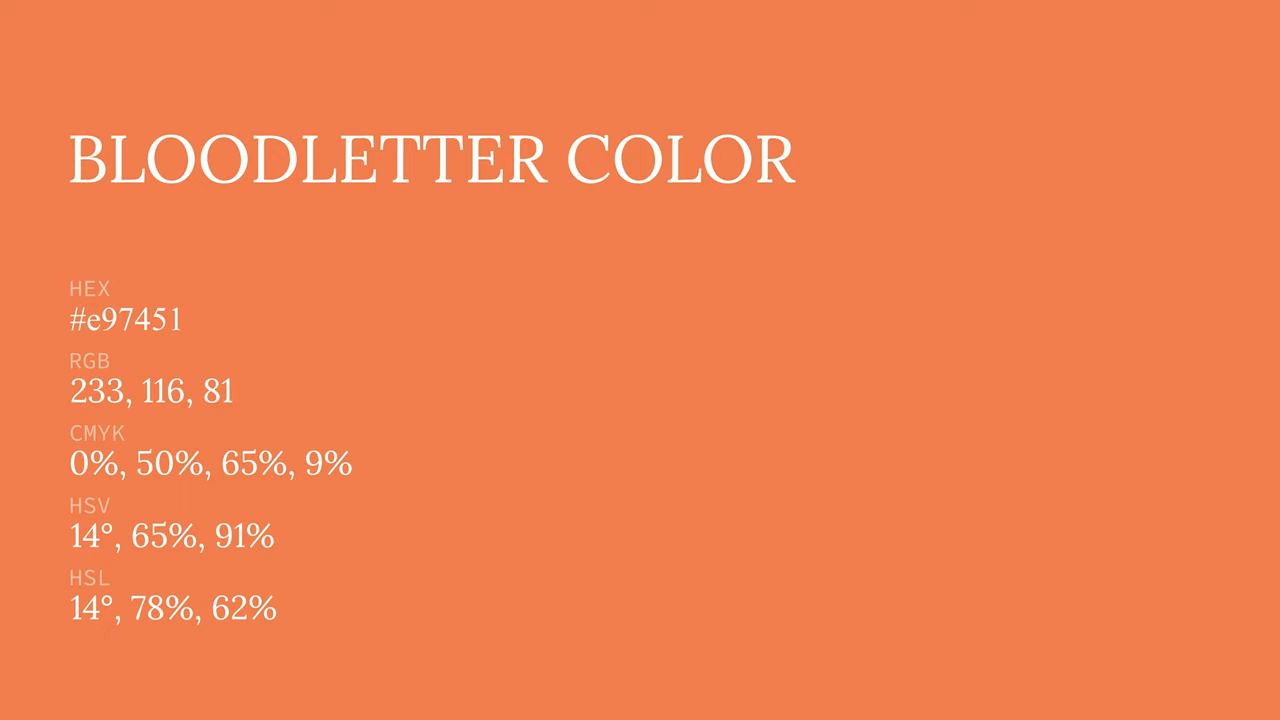 BLOODLETTER COLOR
HEX
#e97451
RGB
233, 116, 81
CMYK
0%, 50%, 65%, 9%
HSV
14°, 65%, 91%
HSL
14°, 78%, 62%